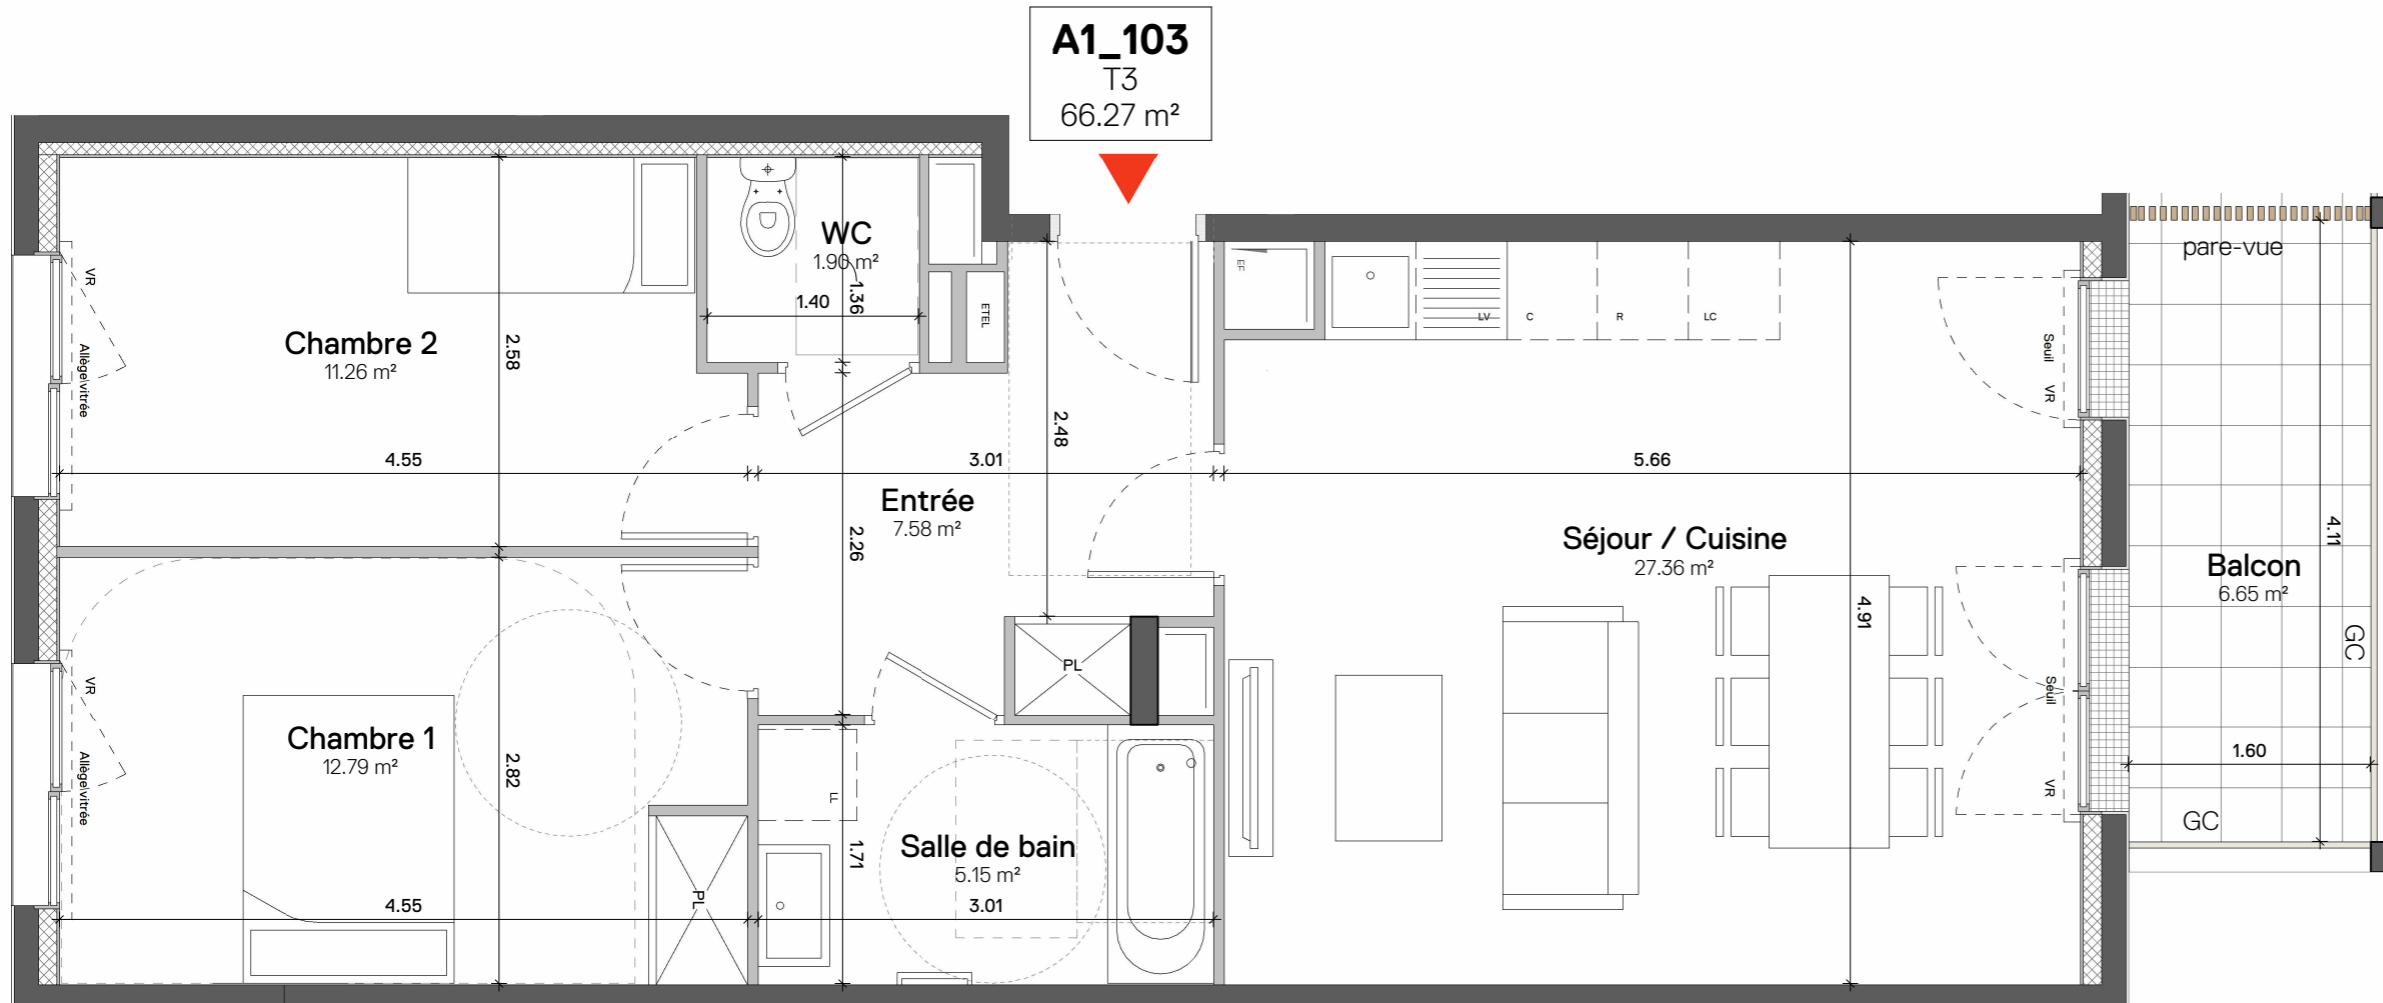 A1_103
T3
66.27 m²
WC
1.90 m²
1.40
1.36
ETEL
EF
LV
C
R
LC
Seuil
VR
pare-vue
VR
Allège vitrée
Chambre 2
11.26 m²
2.58
2.48
4.55
3.01
5.66
Entrée
7.58 m²
2.26
Séjour / Cuisine
27.36 m²
4.91
4.11
Balcon
6.65 m²
GC
PL
Seuil
VR
1.60
GC
VR
Allège vitrée
Chambre 1
12.79 m²
2.82
LL
Salle de bain
5.15 m²
1.71
PL
4.55
3.01